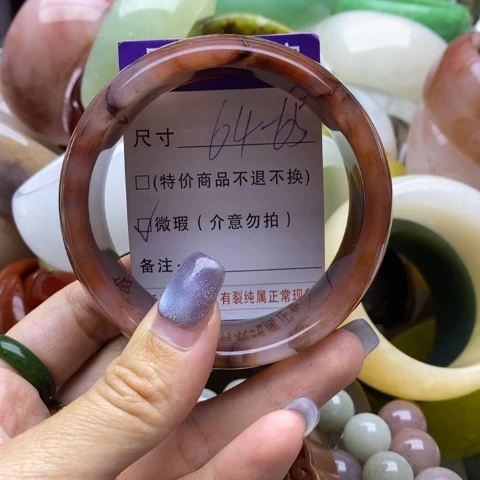 尺寸 64-65
□(特价商品不退不换)
☑微瑕(介意勿拍)
备注:
有裂纯属正常现